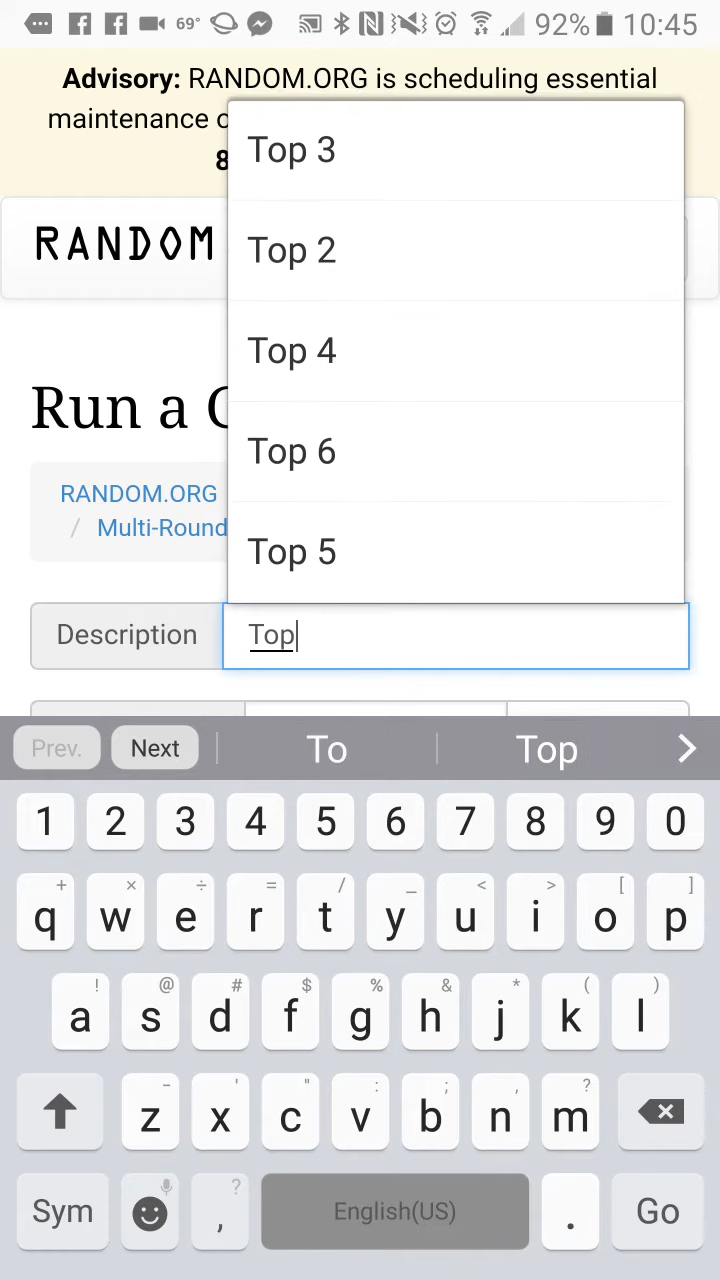 69° 92% 10:45
Advisory: RANDOM.ORG is scheduling essential
maintenance
8
RANDOM
Top 3
Top 2
Top 4
Top 6
Top 5
Run a
RANDOM.ORG
/ Multi-Round
Description Top
Prev. Next To Top
1 2 3 4 5 6 7 8 9 0
+ × ÷ = / _ < > [ ]
q w e r t y u i o p
! @ # $ % & * ( )
a s d f g h j k l
- ' " : ; , ?
z x c v b n m
Sym , ? English(US) . Go